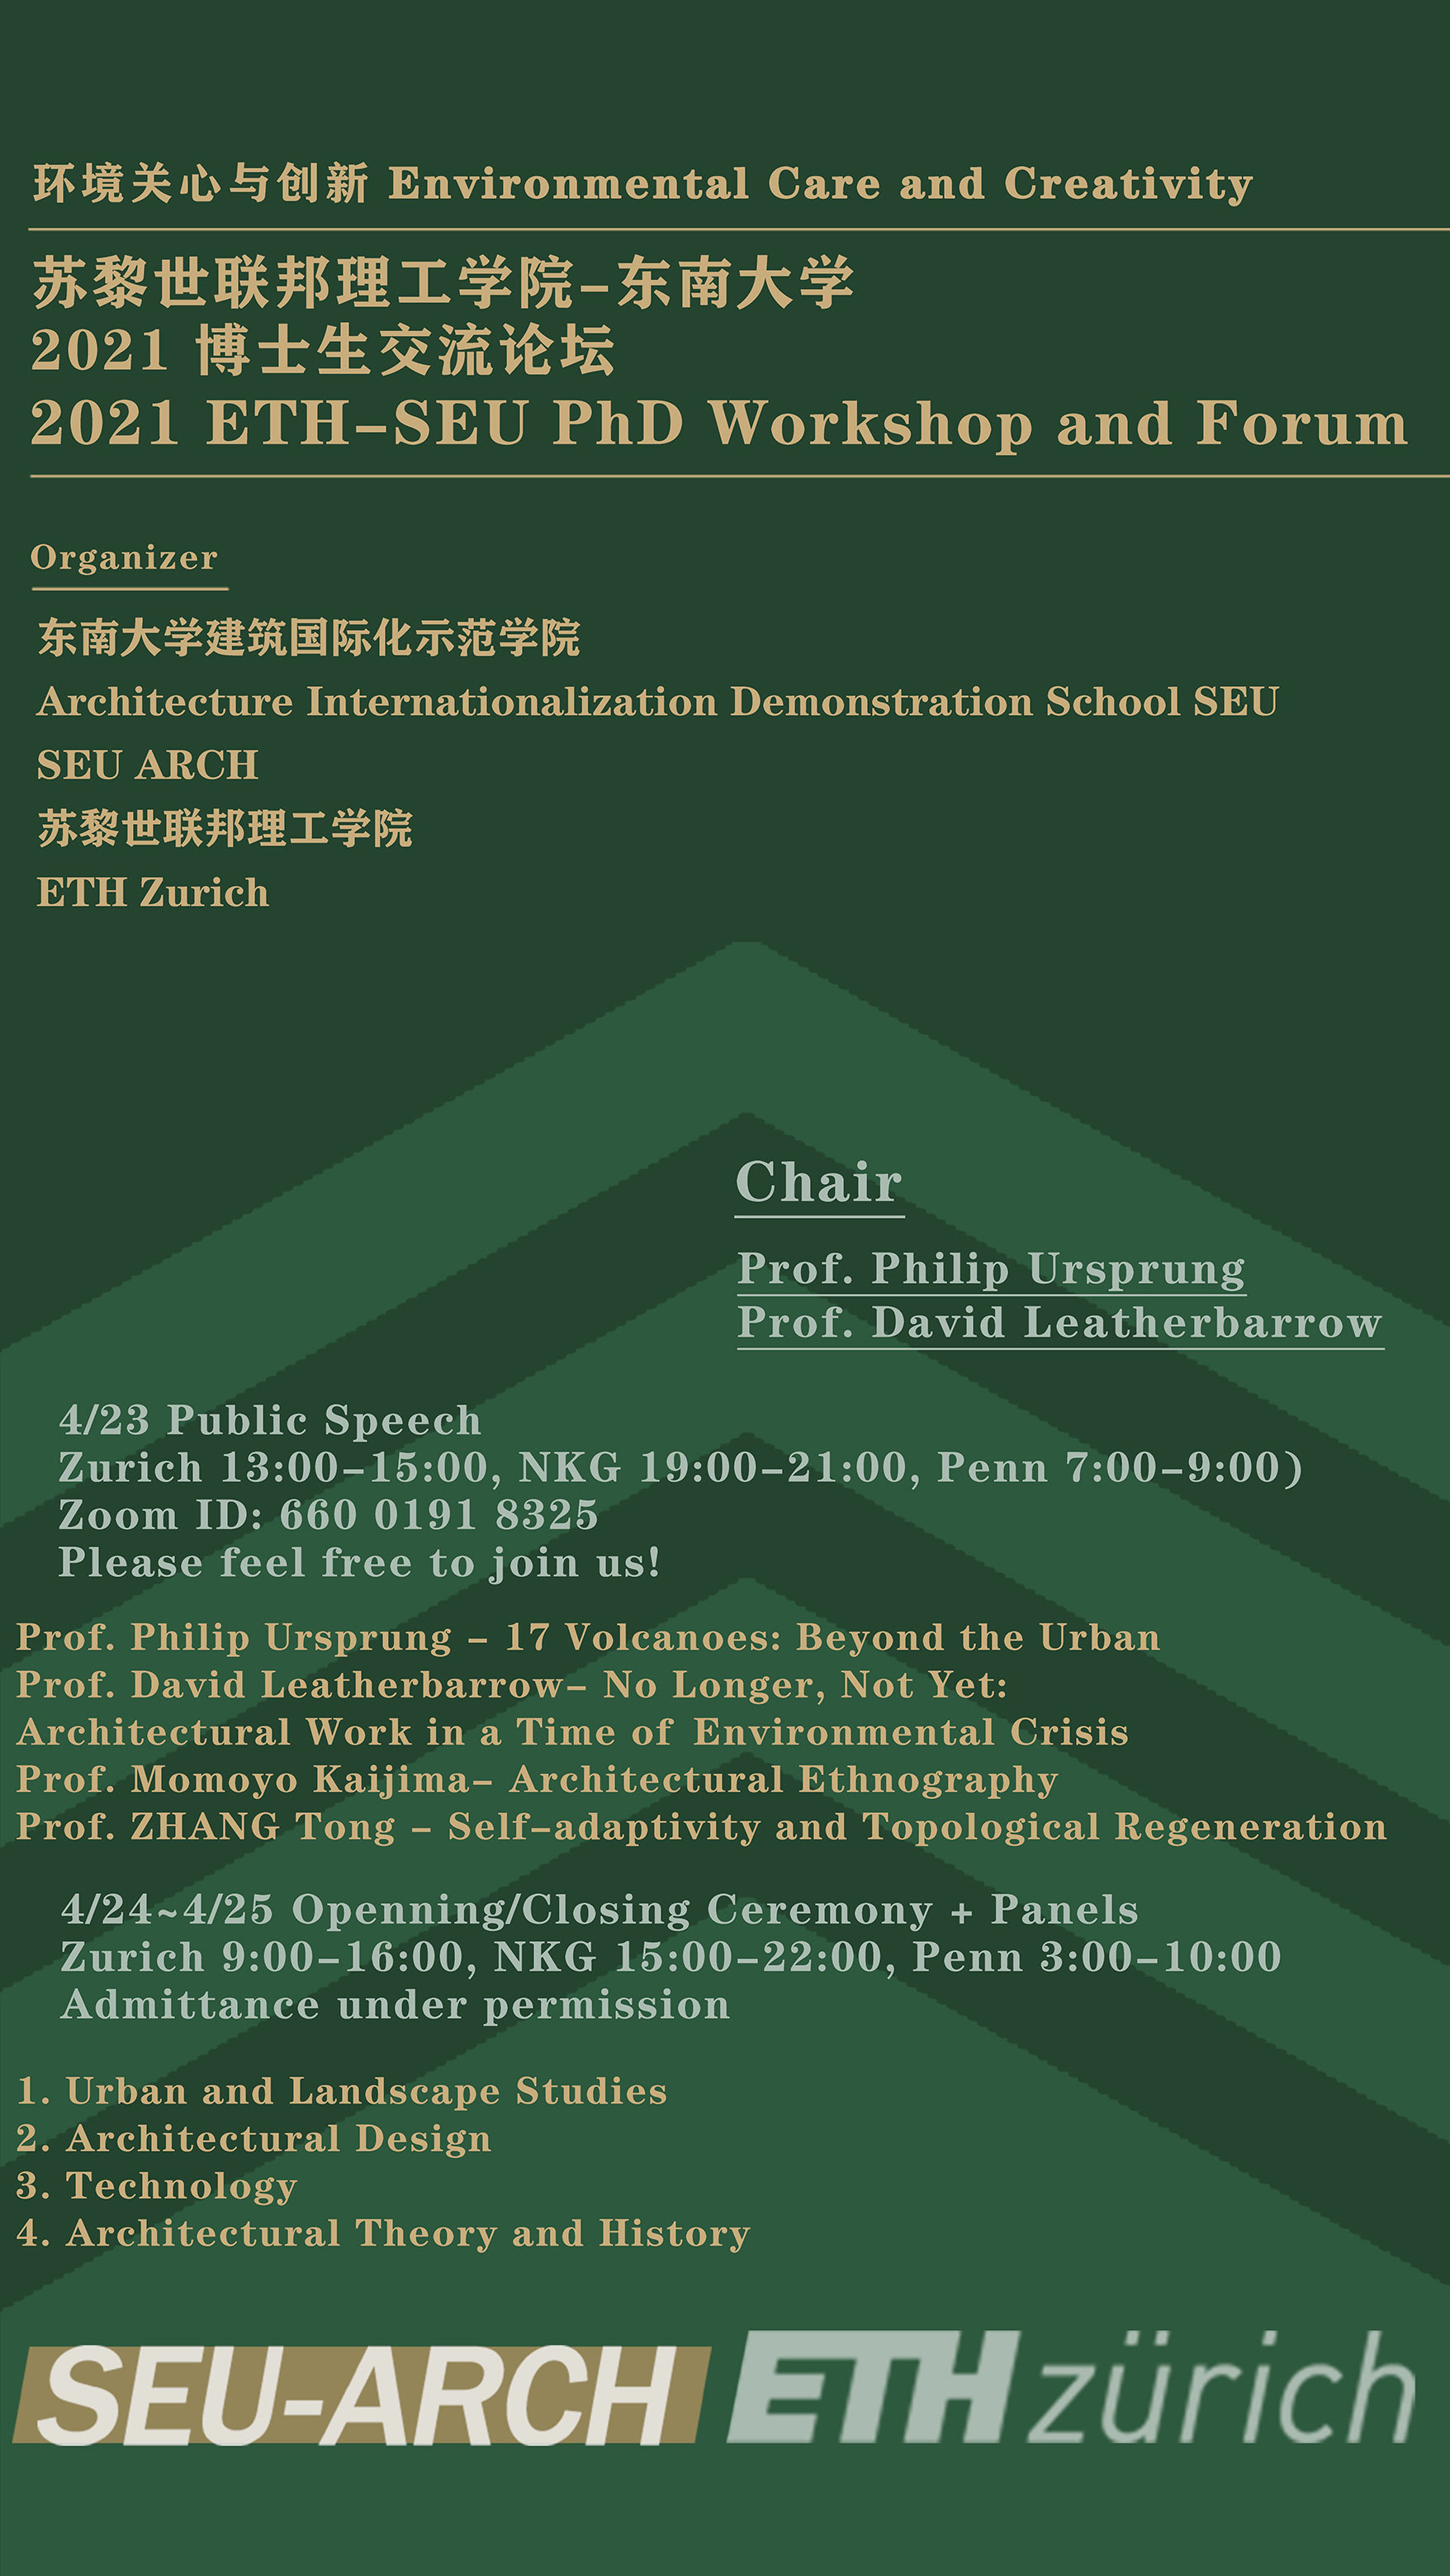 环境关心与创新 Environmental Care and Creativity
苏黎世联邦理工学院-东南大学
2021 博士生交流论坛
2021 ETH-SEU PhD Workshop and Forum
Organizer
东南大学建筑国际化示范学院
Architecture Internationalization Demonstration School SEU
SEU ARCH
苏黎世联邦理工学院
ETH Zurich
Chair
Prof. Philip Ursprung
Prof. David Leatherbarrow
4/23 Public Speech
Zurich 13:00-15:00, NKG 19:00-21:00, Penn 7:00-9:00)
Zoom ID: 660 0191 8325
Please feel free to join us!
Prof. Philip Ursprung - 17 Volcanoes: Beyond the Urban
Prof. David Leatherbarrow- No Longer, Not Yet:
Architectural Work in a Time of Environmental Crisis
Prof. Momoyo Kaijima- Architectural Ethnography
Prof. ZHANG Tong - Self-adaptivity and Topological Regeneration
4/24~4/25 Openning/Closing Ceremony + Panels
Zurich 9:00-16:00, NKG 15:00-22:00, Penn 3:00-10:00
Admittance under permission
1. Urban and Landscape Studies
2. Architectural Design
3. Technology
4. Architectural Theory and History
SEU-ARCH ETH zürich